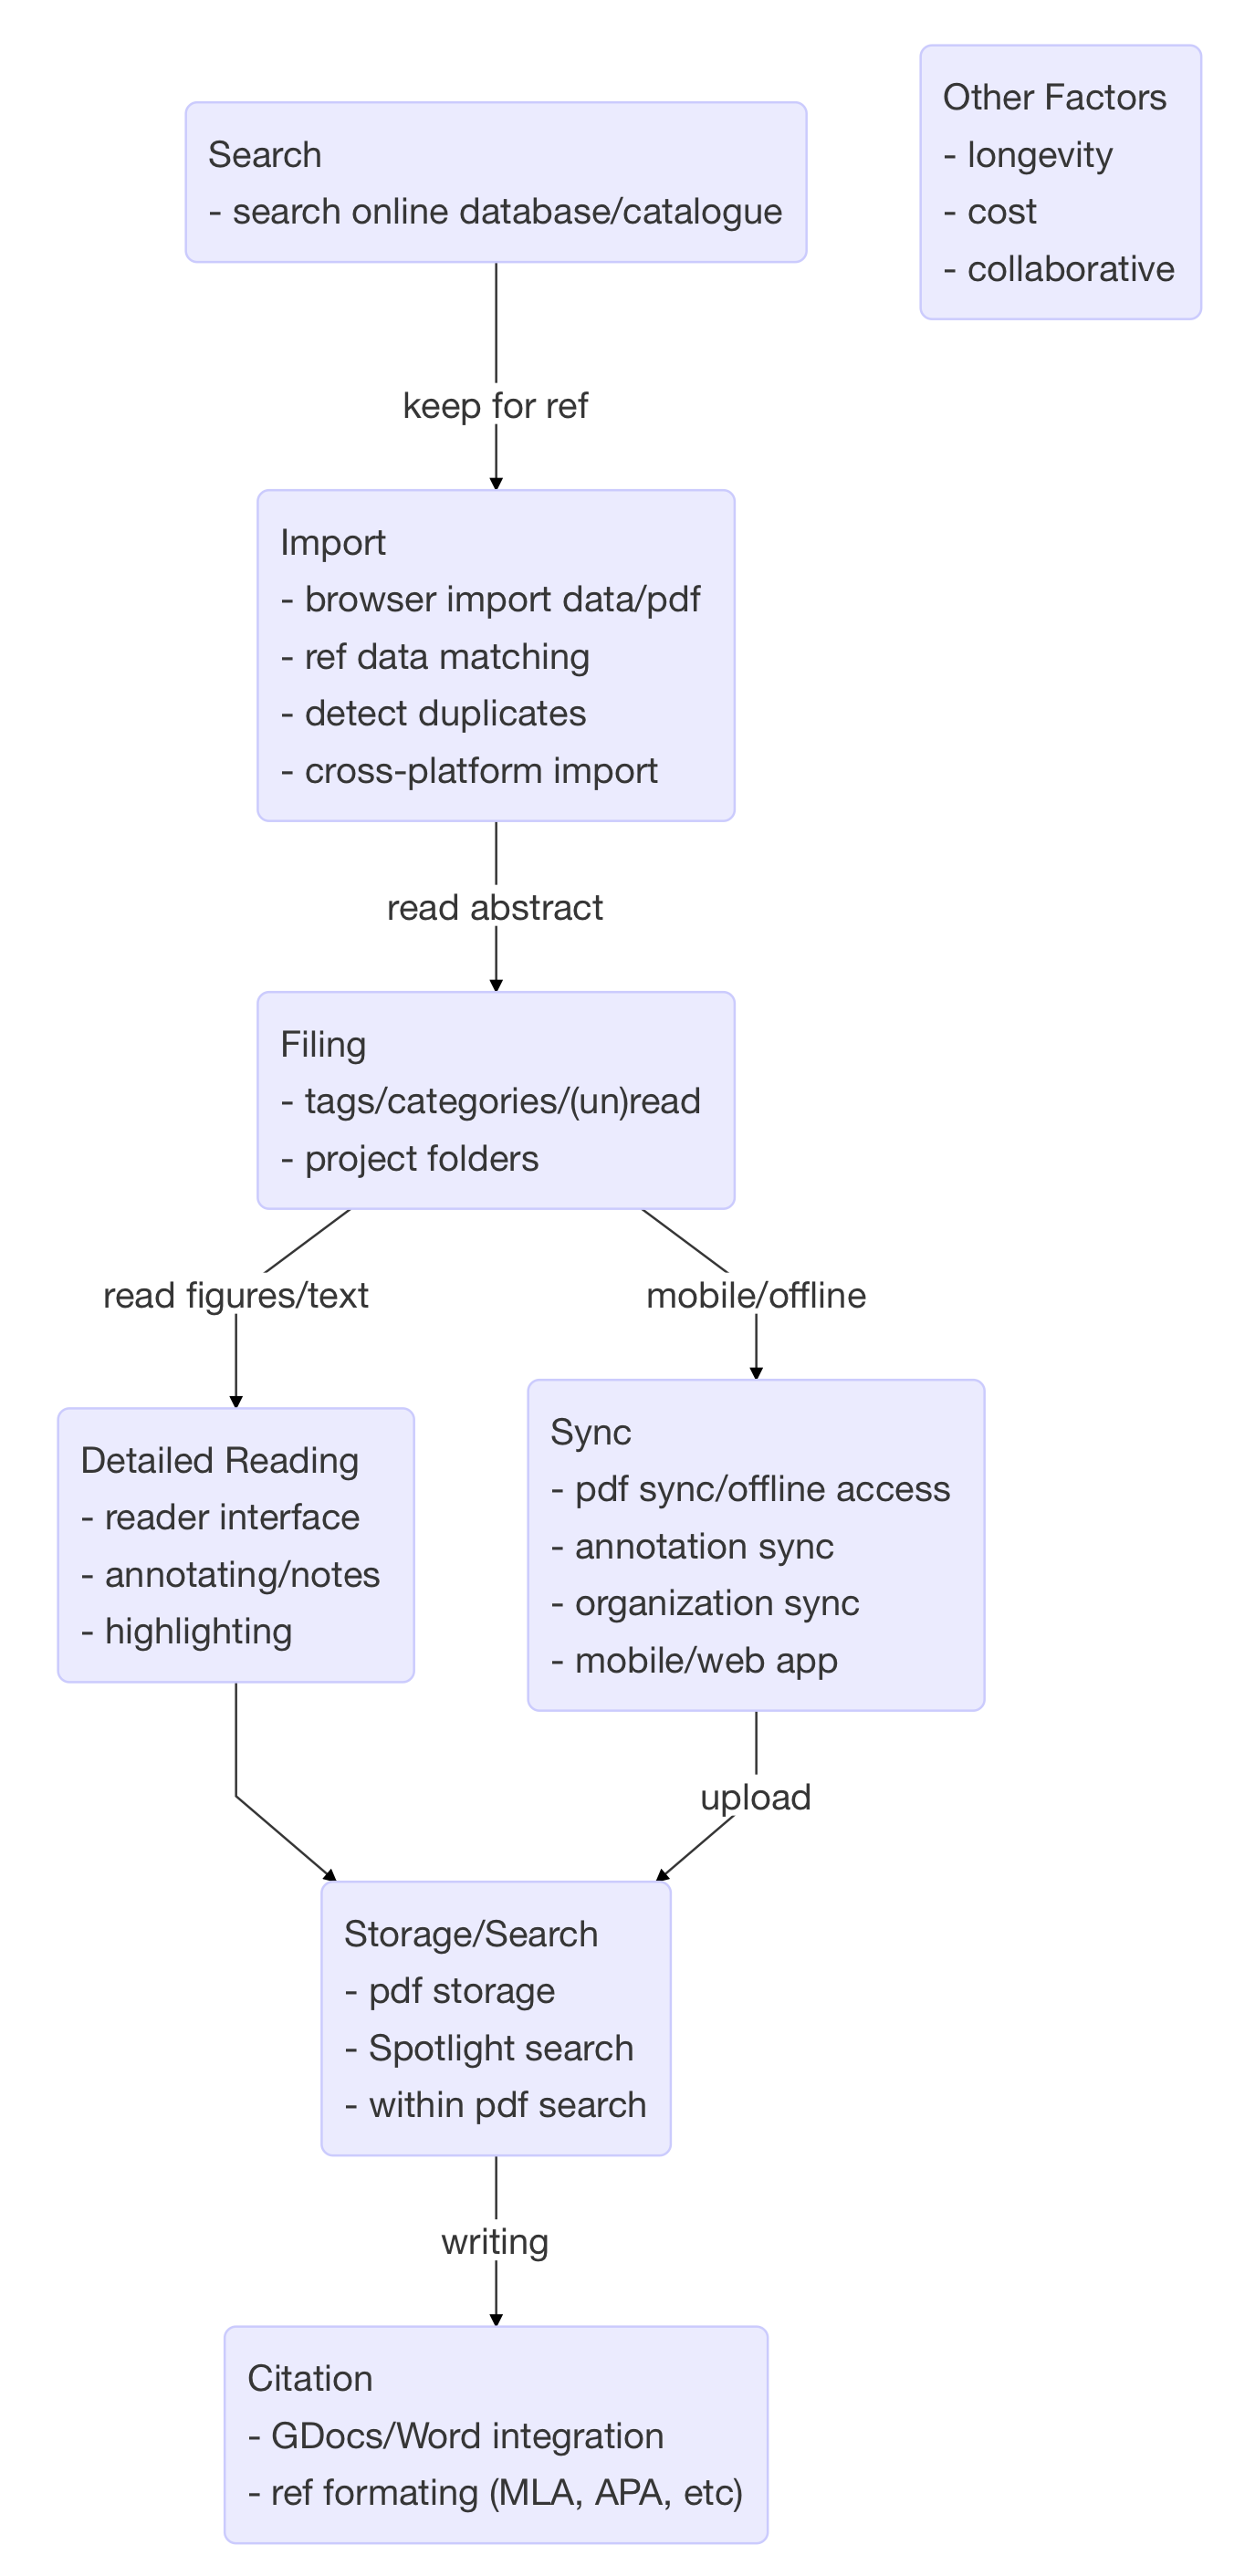 Search
- search online database/catalogue
Other Factors
- longevity
- cost
- collaborative
keep for ref
Import
- browser import data/pdf
- ref data matching
- detect duplicates
- cross-platform import
read abstract
Filing
- tags/categories/(un)read
- project folders
read figures/text
mobile/offline
Detailed Reading
- reader interface
- annotating/notes
- highlighting
Sync
- pdf sync/offline access
- annotation sync
- organization sync
- mobile/web app
upload
Storage/Search
- pdf storage
- Spotlight search
- within pdf search
writing
Citation
- GDocs/Word integration
- ref formating (MLA, APA, etc)